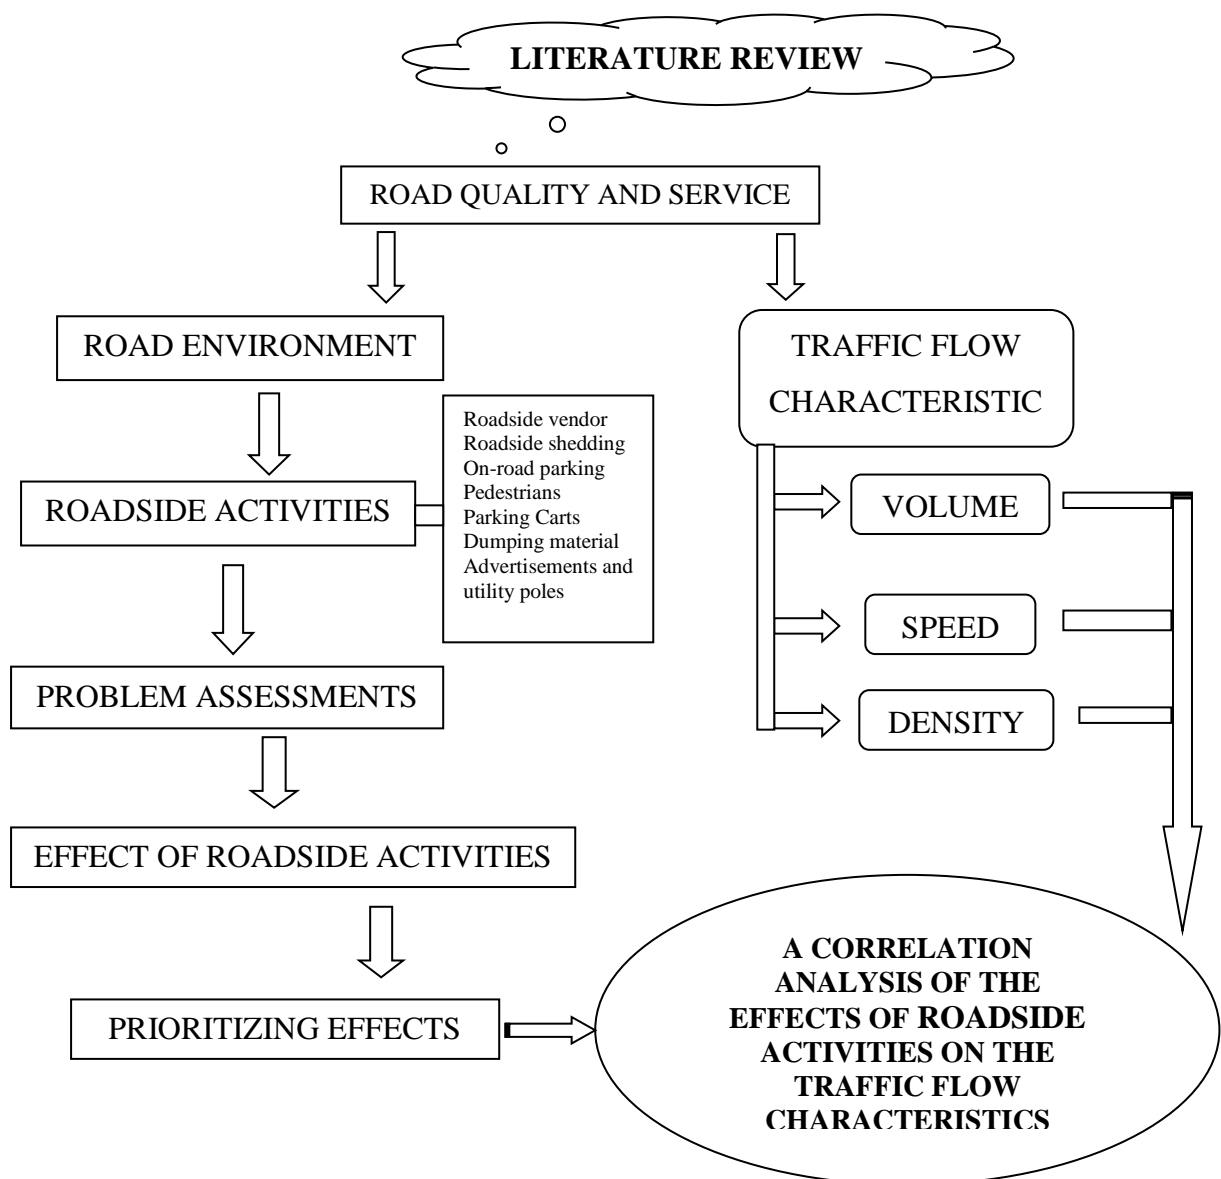 LITERATURE REVIEW
ROAD QUALITY AND SERVICE
ROAD ENVIRONMENT
ROADSIDE ACTIVITIES
Roadside vendor
Roadside shedding
On-road parking
Pedestrians
Parking Carts
Dumping material
Advertisements and
utility poles
PROBLEM ASSESSMENTS
EFFECT OF ROADSIDE ACTIVITIES
PRIORITIZING EFFECTS
TRAFFIC FLOW
CHARACTERISTIC
VOLUME
SPEED
DENSITY
A CORRELATION
ANALYSIS OF THE
EFFECTS OF ROADSIDE
ACTIVITIES ON THE
TRAFFIC FLOW
CHARACTERISTICS